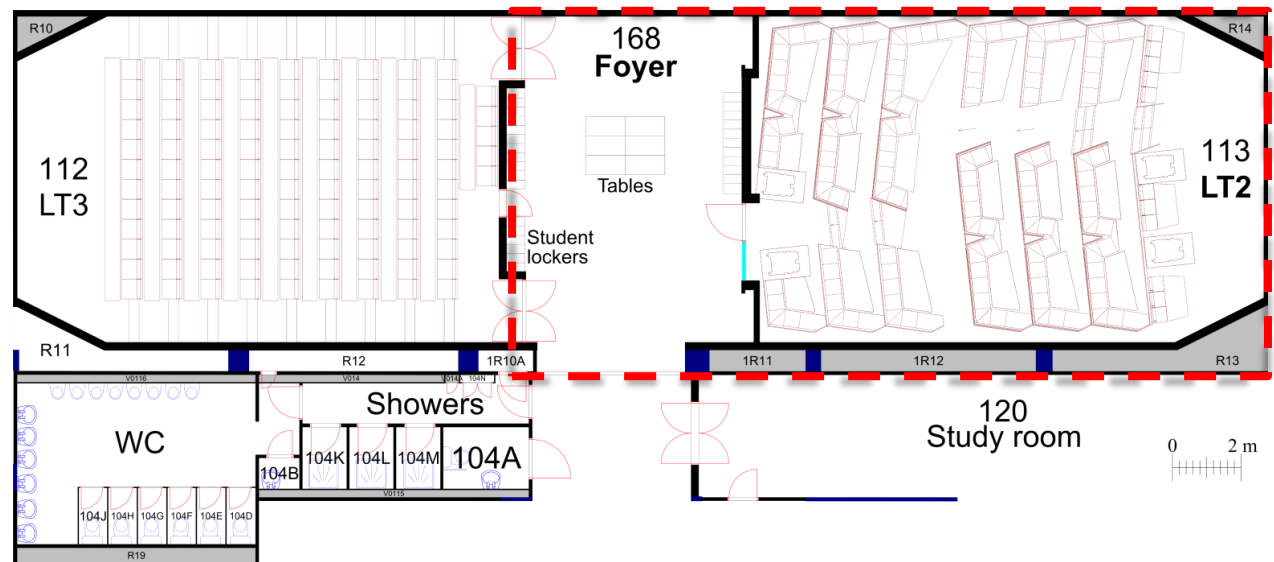 R10
168
Foyer
R14
112
LT3
113
LT2
Tables
Student
lockers
R11
R12
1R10A
1R11
1R12
R13
V0116
V014
V014A
104N
Showers
120
Study room
0 2 m
WC
104B
104K
104L
104M
104A
V0115
104J
104H
104G
104F
104E
104D
R19